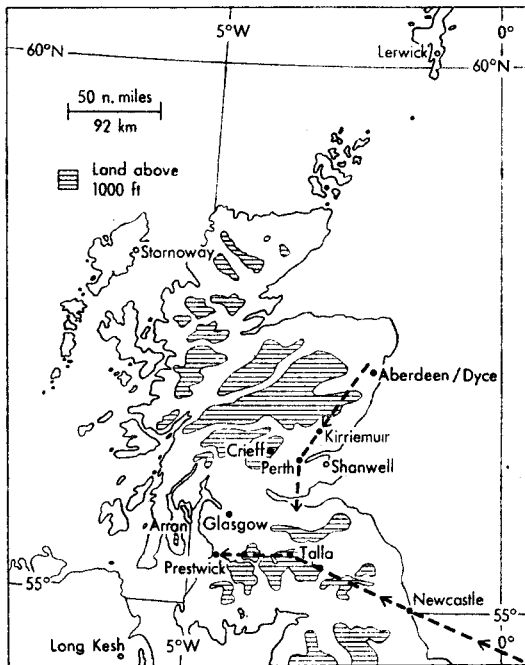 5°W
0°
60°N
Lerwick
60°N
50 n. miles
92 km
Land above
1000 ft
Stornoway
Aberdeen/Dyce
Kirriemuir
Crieff
Perth
Shanwell
Arran
Glasgow
Talla
Prestwick
55°
Newcastle
55°N
B.
Long Kesh
5°W
0°